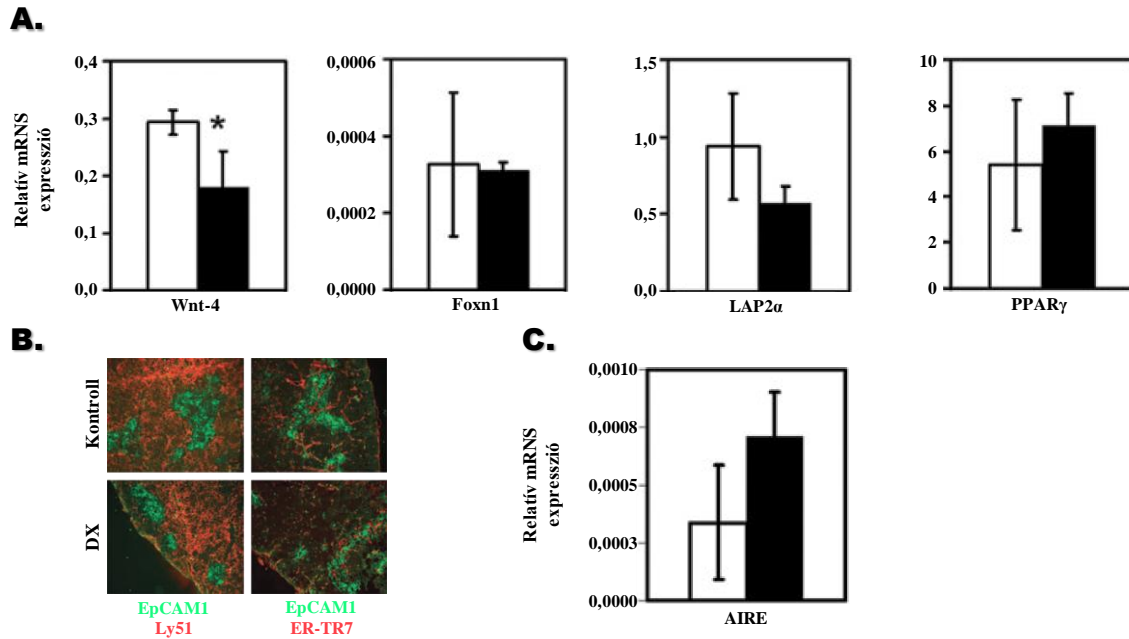 A.
Relatív mRNS
expresszió
0,4
0,3
0,2
0,1
0,0
*
Wnt-4
0,0006
0,0004
0,0002
0,0000
Foxn1
1,5
1,0
0,5
0,0
LAP2α
10
8
6
4
2
0
PPARγ
B.
Kontroll
DX
EpCAM1
Ly51
EpCAM1
ER-TR7
C.
Relatív mRNS
expresszió
0,0010
0,0008
0,0005
0,0003
0,0000
AIRE